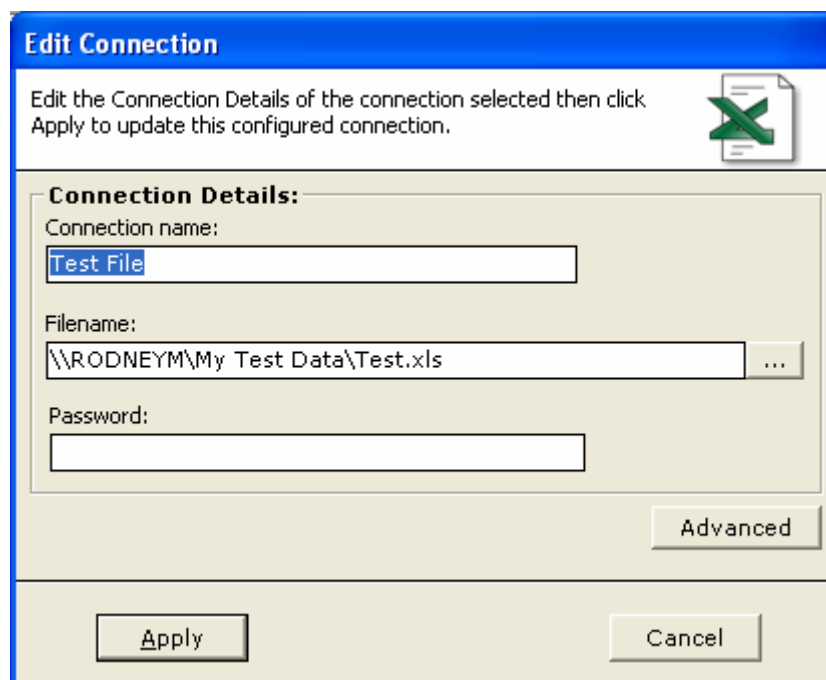 Edit Connection
Edit the Connection Details of the connection selected then click
Apply to update this configured connection.
Connection Details:
Connection name:
Test File
Filename:
\\RODNEYM\My Test Data\Test.xls
...
Password:
Advanced
Apply
Cancel